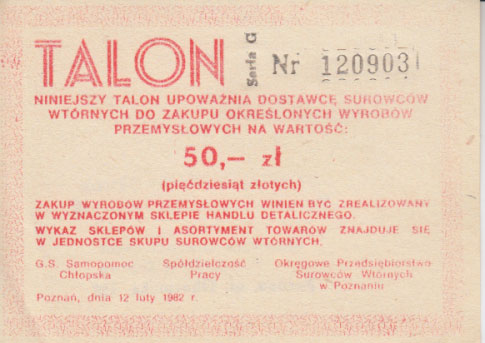 TALON Seria G Nr 120903
NINIEJSZY TALON UPOWAŻNIA DOSTAWCĘ SUROWCÓW
WTÓRNYCH DO ZAKUPU OKREŚLONYCH WYROBÓW
PRZEMYSŁOWYCH NA WARTOŚĆ:
50,— zł
(pięćdziesiąt złotych)
ZAKUP WYROBÓW PRZEMYSŁOWYCH WINIEN BYĆ ZREALIZOWANY
W WYZNACZONYM SKLEPIE HANDLU DETALICZNEGO.
WYKAZ SKLEPÓW I ASORTYMENT TOWARÓW ZNAJDUJE SIĘ
W JEDNOSTCE SKUPU SUROWCÓW WTÓRNYCH.
G.S. Samopomoc Spółdzielczość Okręgowe Przedsiębiorstwo
Chłopska Pracy Surowców Wtórnych
w Poznaniu
Poznań, dnia 12 luty 1982 r.